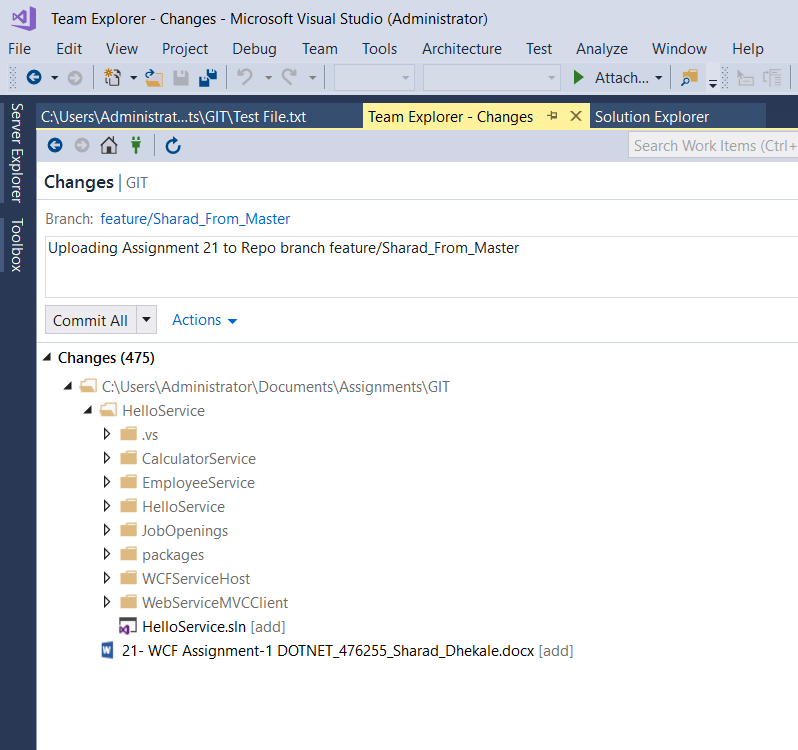 Team Explorer - Changes - Microsoft Visual Studio (Administrator)
File Edit View Project Debug Team Tools Architecture Test Analyze Window Help
Attach...
C:\Users\Administrat...ts\GIT\Test File.txt Team Explorer - Changes Solution Explorer
Server Explorer
Toolbox
Search Work Items (Ctrl+
Changes | GIT
Branch: feature/Sharad_From_Master
Uploading Assignment 21 to Repo branch feature/Sharad_From_Master
Commit All Actions
Changes (475)
C:\Users\Administrator\Documents\Assignments\GIT
HelloService
.vs
CalculatorService
EmployeeService
HelloService
JobOpenings
packages
WCFServiceHost
WebServiceMVCClient
HelloService.sln [add]
21- WCF Assignment-1 DOTNET_476255_Sharad_Dhekale.docx [add]